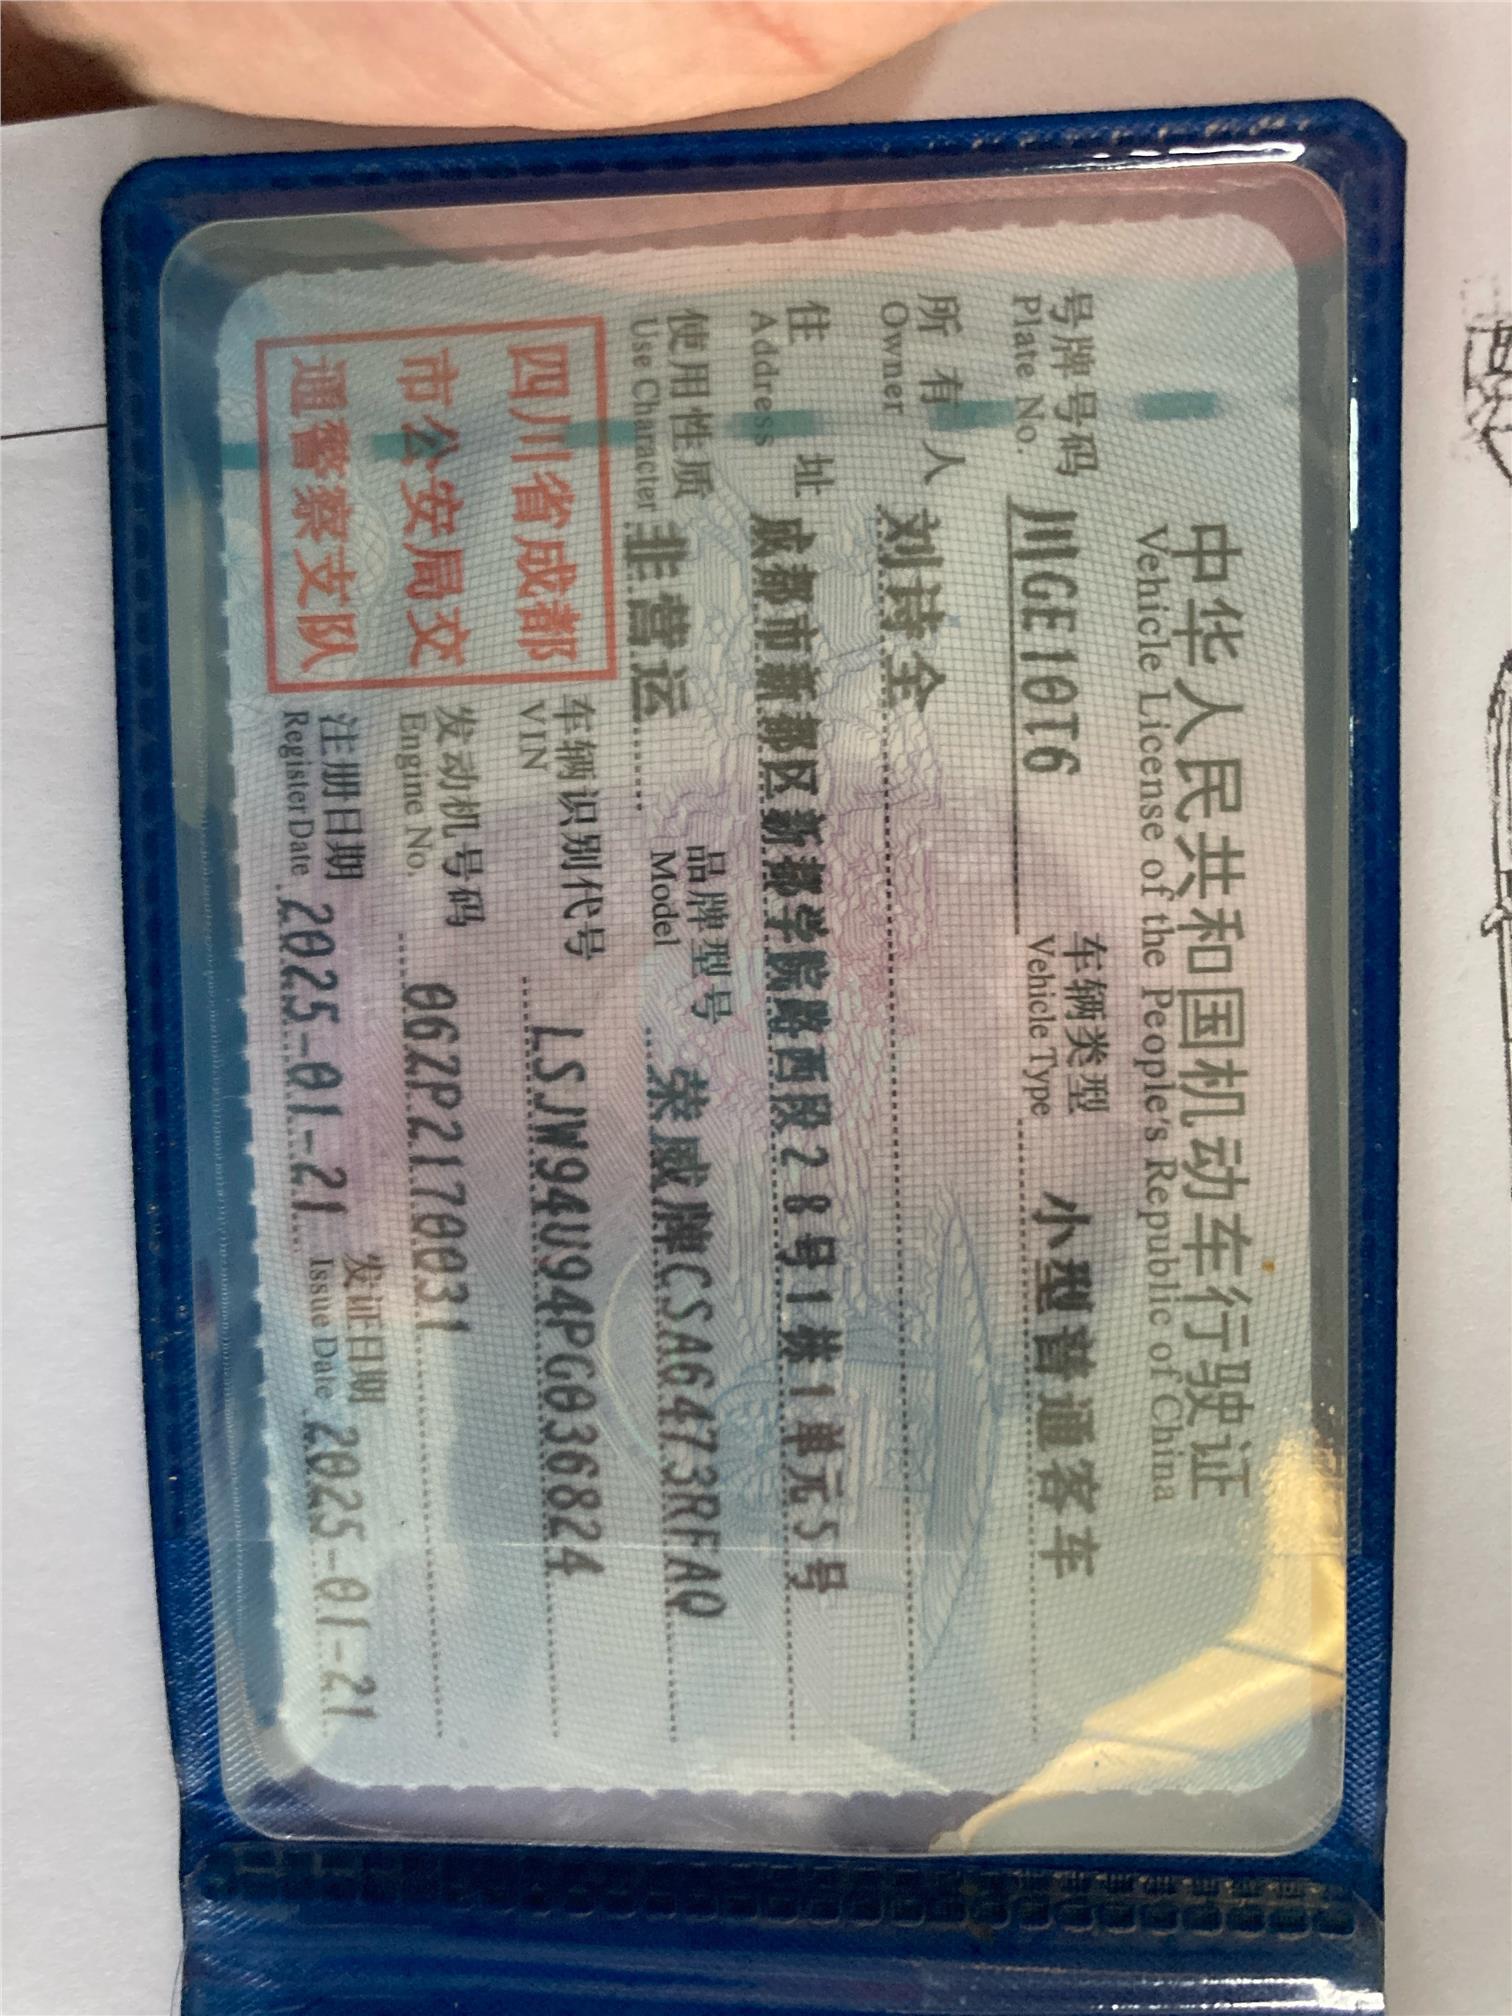 中华人民共和国机动车行驶证
Vehicle License of the People's Republic of China
号牌号码 川GE10T6 车辆类型 小型普通客车
Plate No. Vehicle Type
所有人 刘诗全
Owner
住址 成都市新都区新都学院路西段28号1栋1单元5号
Address
使用性质 非营运 品牌型号 荣威牌CSA6473RFAQ
Use Character Model
四川省成都
市公安局交
通警察支队
车辆识别代号 LSJW94U94PG036824
VIN
发动机号码 06ZP2170031
Engine No.
注册日期 2025-01-21 发证日期 2025-01-21
Register Date Issue Date